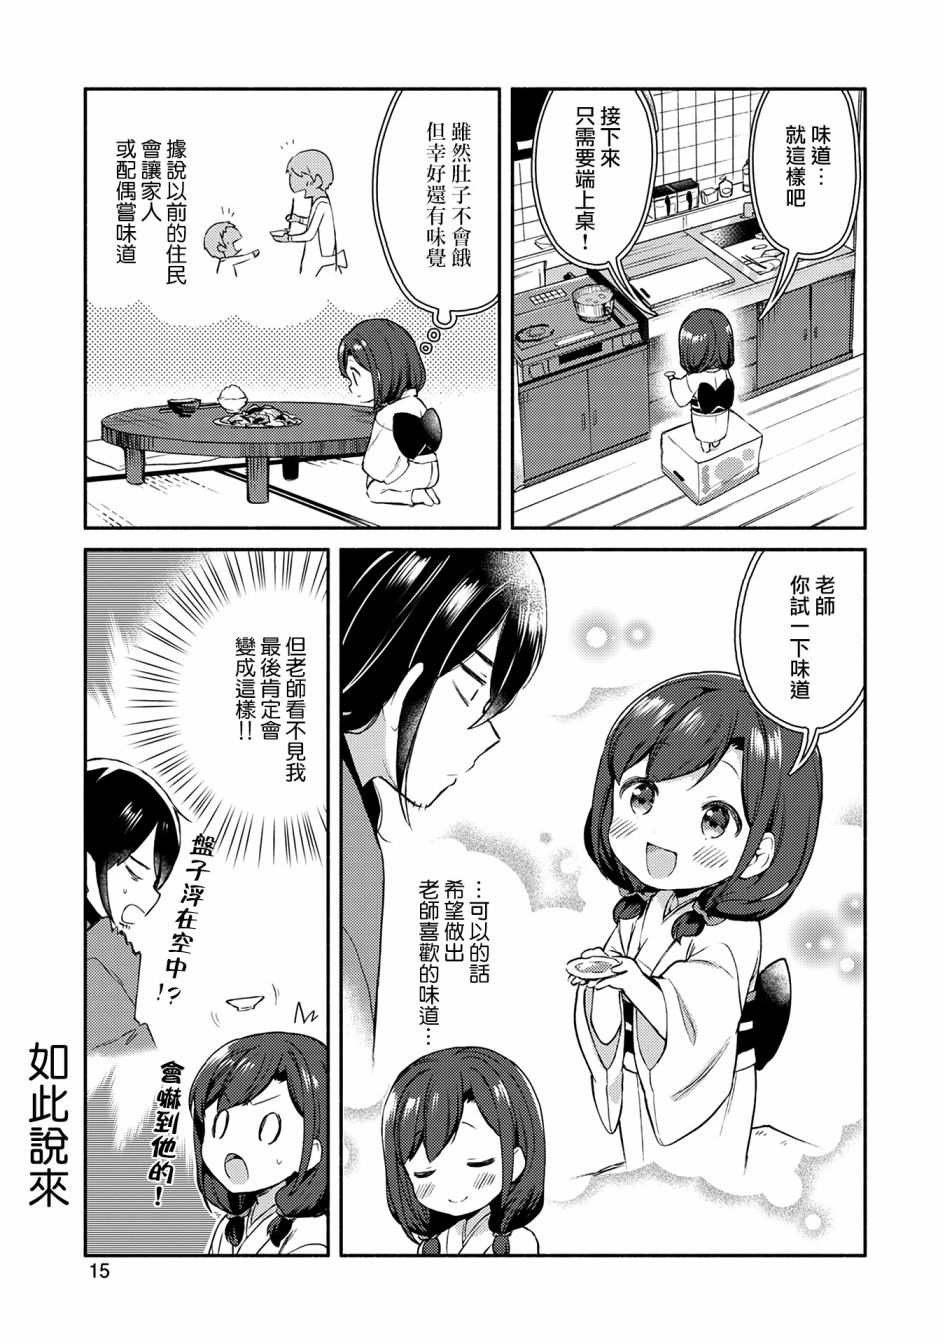 味道…
就這樣吧
接下來
只需要端上桌！
雖然肚子不會餓
但幸好還有味覺
據說以前的住民
會讓家人
或配偶嘗味道
老師
你試一下味道
…可以的話
希望做出
老師喜歡的味道…
但老師看不見我
最後肯定會
變成這樣!!
盤子浮在空中!?
會嚇到他的！
如此說來
15